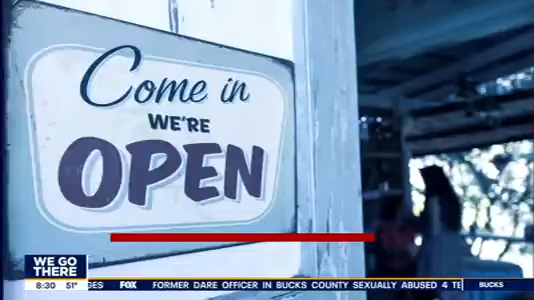 Come in
WE'RE
OPEN
WE GO
THERE
8:30 51° FOX FORMER DARE OFFICER IN BUCKS COUNTY SEXUALLY ABUSED 4 TE BUCKS